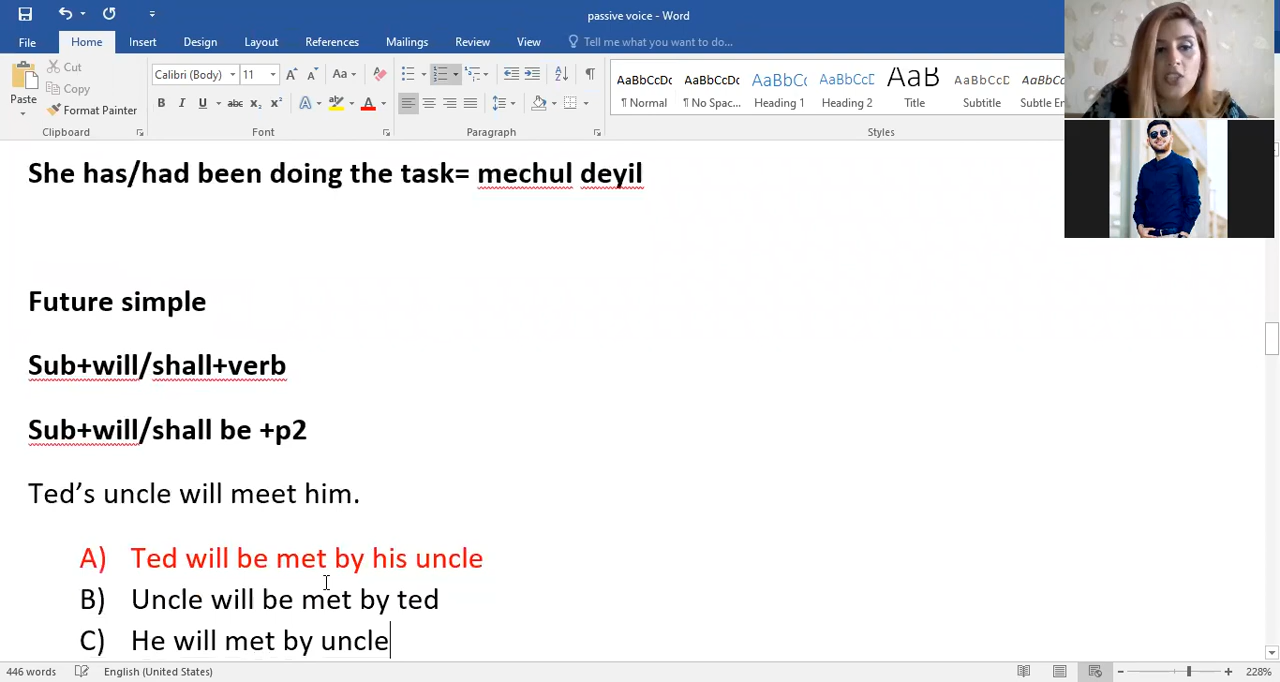 passive voice - Word
File Home Insert Design Layout References Mailings Review View Tell me what you want to do...
Cut
Calibri (Body) 11 Aa
AaBbCcDc AaBbCcDc AaBbCc AaBbCcE AaB AaBbCcD
Copy
Paste Format Painter
B I U abc x₂ x² A A
¶ Normal ¶ No Spac... Heading 1 Heading 2 Title Subtitle Subtle En
Clipboard Font Paragraph Styles
She has/had been doing the task= mechul deyil
Future simple
Sub+will/shall+verb
Sub+will/shall be +p2
Ted’s uncle will meet him.
A) Ted will be met by his uncle
B) Uncle will be met by ted
C) He will met by uncle
446 words English (United States) 228%